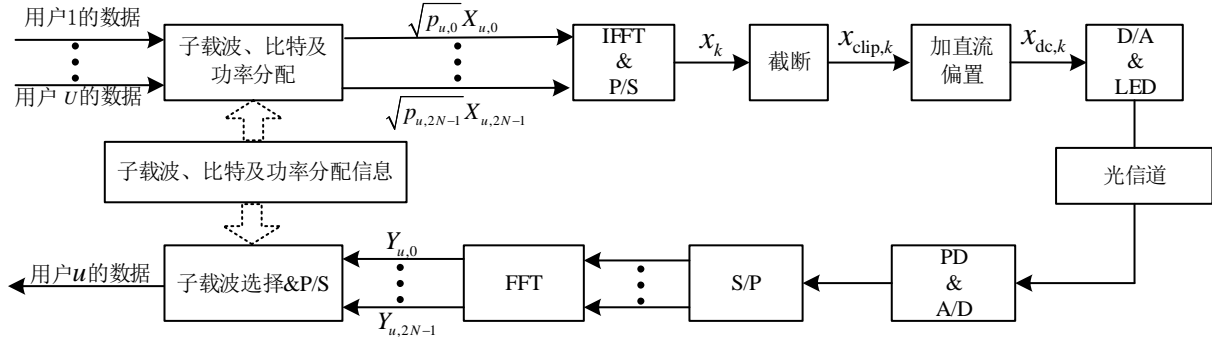 用户1的数据
用户U的数据
子载波、比特及
功率分配
√p_{u,0} X_{u,0}
√p_{u,2N-1} X_{u,2N-1}
IFFT
&
P/S
x_k
截断
x_{clip,k}
加直流
偏置
x_{dc,k}
D/A
&
LED
子载波、比特及功率分配信息
光信道
用户u的数据
子载波选择&P/S
Y_{u,0}
Y_{u,2N-1}
FFT
S/P
PD
&
A/D